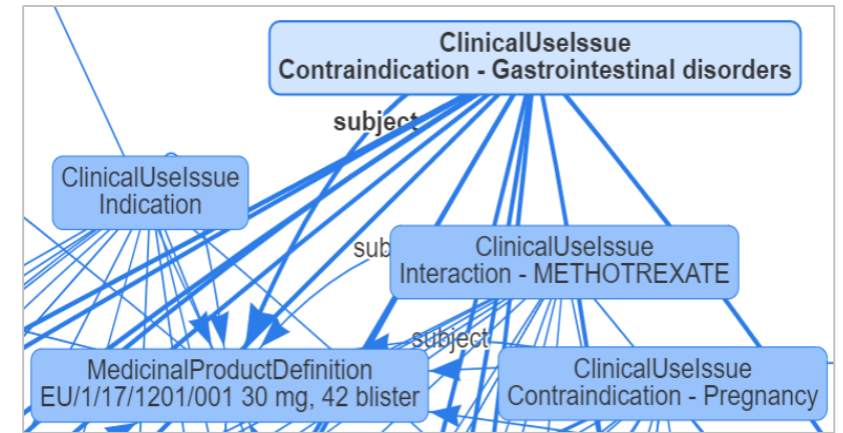 ClinicalUseIssue
Contraindication - Gastrointestinal disorders
subject
ClinicalUseIssue
Indication
sub
ClinicalUseIssue
Interaction - METHOTREXATE
subject
MedicinalProductDefinition
EU/1/17/1201/001 30 mg, 42 blister
ClinicalUseIssue
Contraindication - Pregnancy